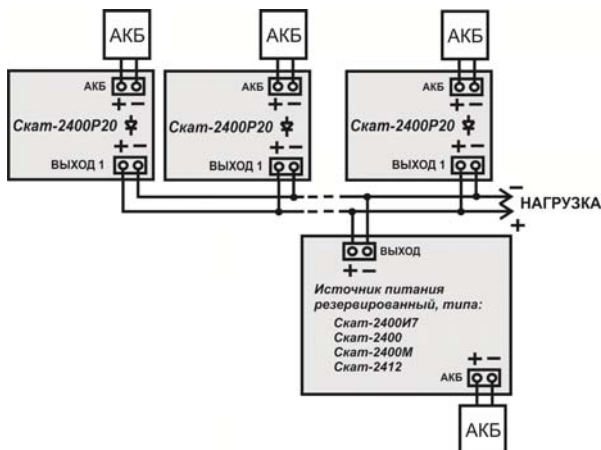 АКБ АКБ АКБ
АКБ АКБ АКБ
+ − + − + −
Скат-2400Р20 Скат-2400Р20 Скат-2400Р20
+ − + − + −
ВЫХОД 1 ВЫХОД 1 ВЫХОД 1
−
НАГРУЗКА
+
ВЫХОД
+ −
Источник питания
резервированный, типа:
Скат-2400И7
Скат-2400
Скат-2400М
Скат-2412
+ −
АКБ
АКБ